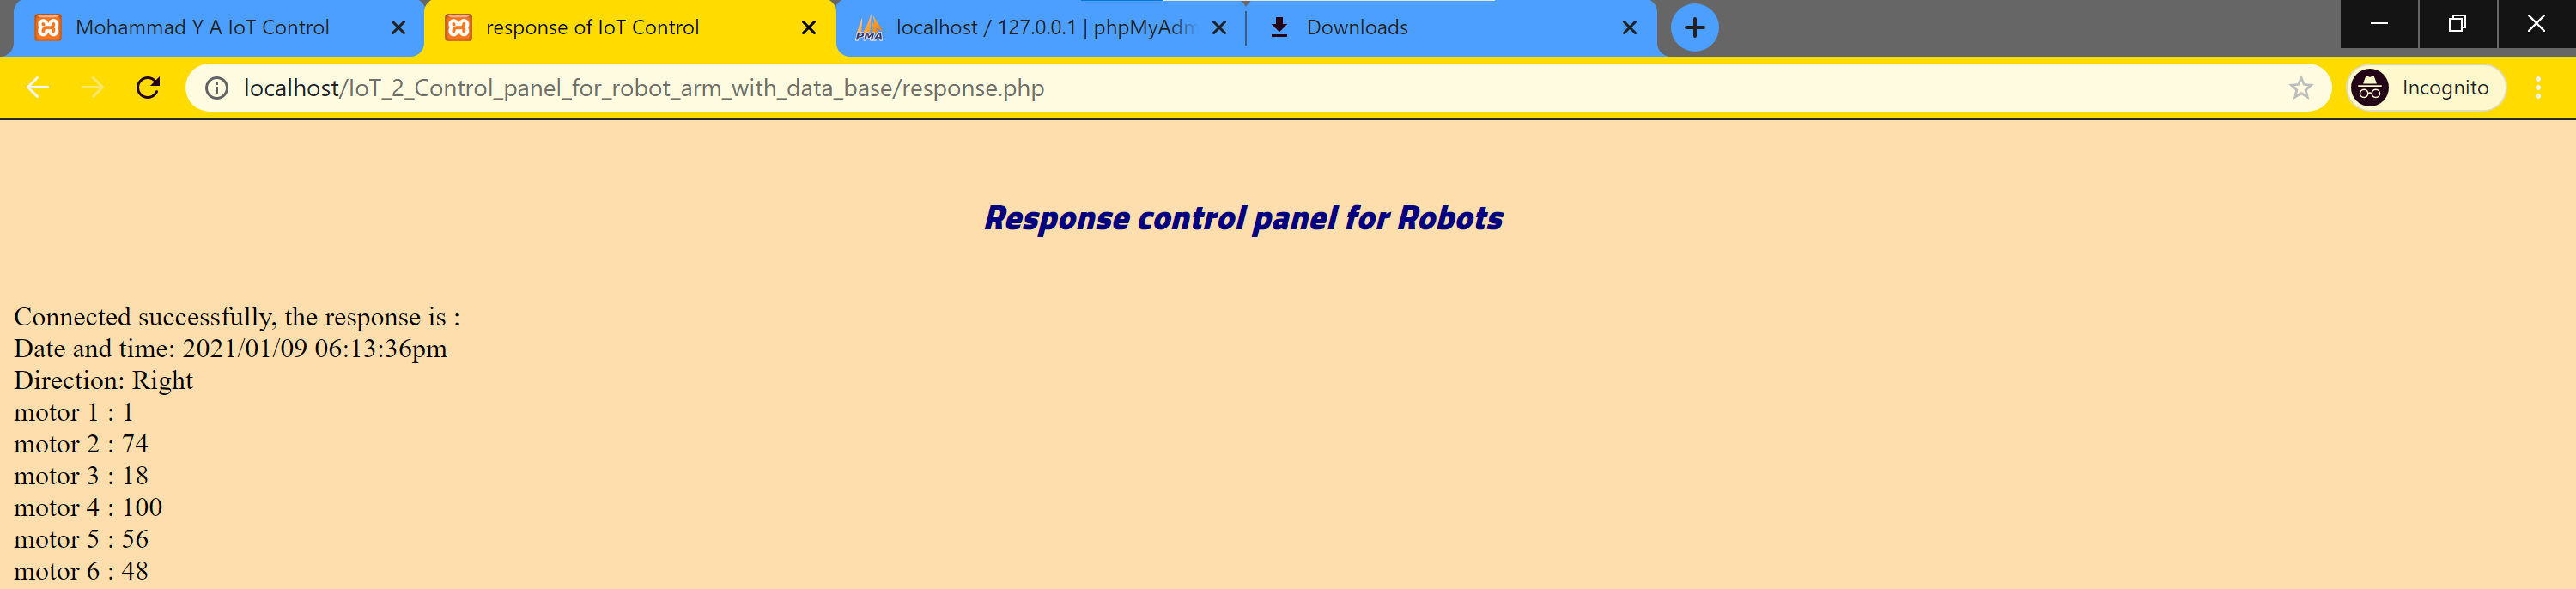 Mohammad Y A IoT Control
response of IoT Control
PMA
localhost / 127.0.0.1 | phpMyAdm
Downloads
localhost/IoT_2_Control_panel_for_robot_arm_with_data_base/response.php
Incognito
Response control panel for Robots
Connected successfully, the response is :
Date and time: 2021/01/09 06:13:36pm
Direction: Right
motor 1 : 1
motor 2 : 74
motor 3 : 18
motor 4 : 100
motor 5 : 56
motor 6 : 48